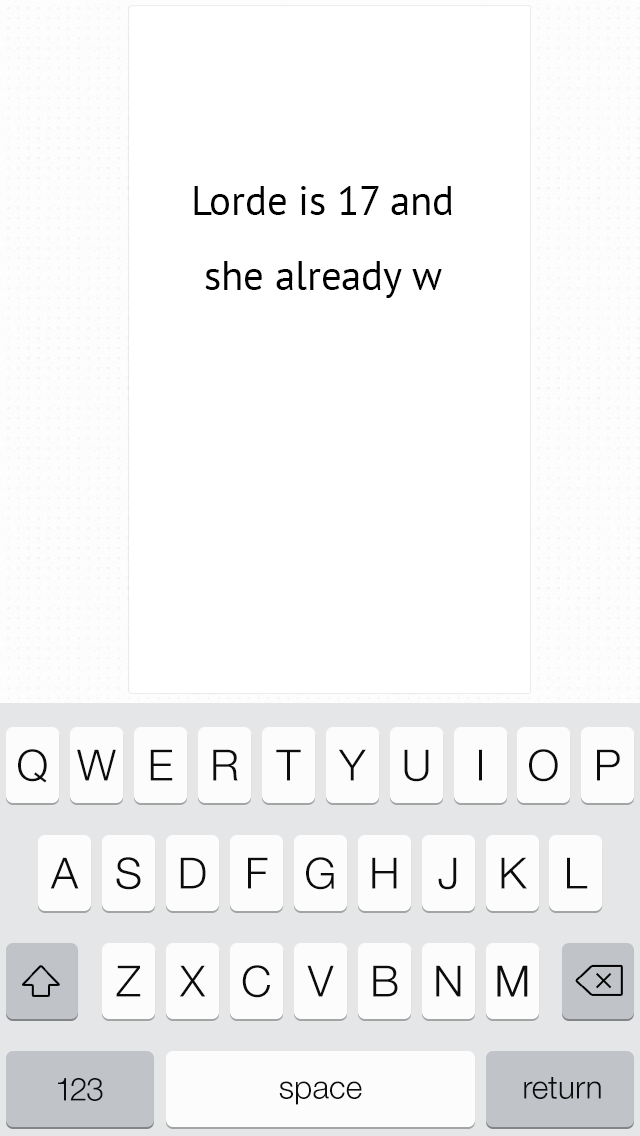 Lorde is 17 and
she already w
Q W E R T Y U I O P
A S D F G H J K L
Z X C V B N M
123 space return